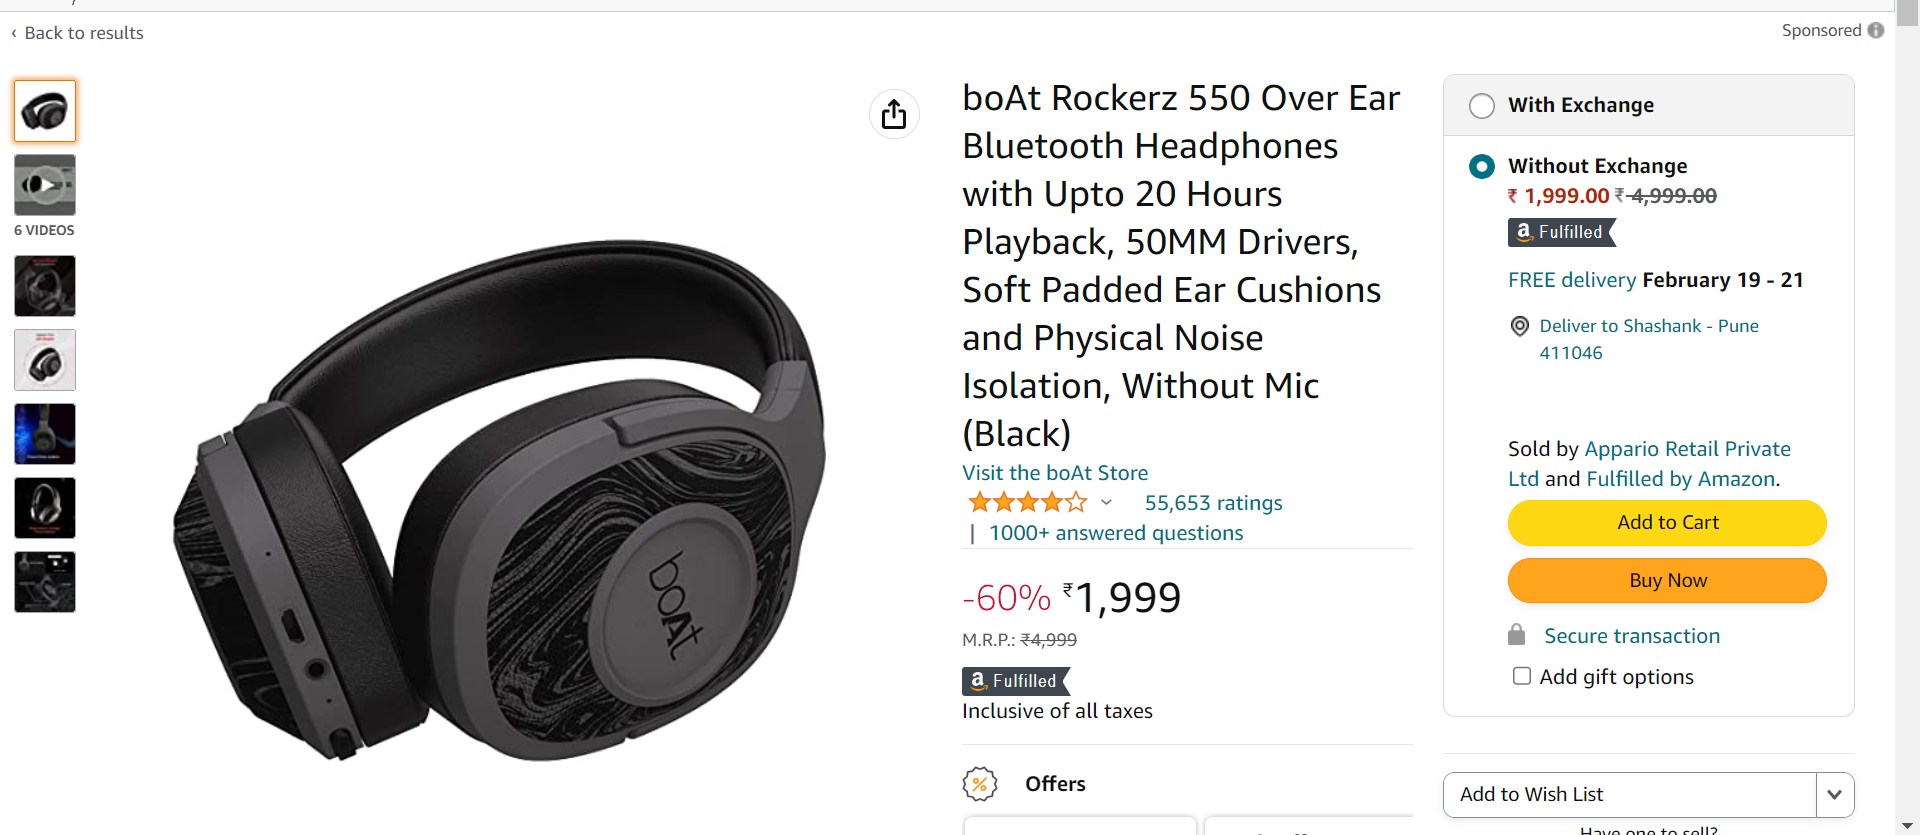 ‹ Back to results
Sponsored
6 VIDEOS
boAt
boAt Rockerz 550 Over Ear
Bluetooth Headphones
with Upto 20 Hours
Playback, 50MM Drivers,
Soft Padded Ear Cushions
and Physical Noise
Isolation, Without Mic
(Black)
Visit the boAt Store
55,653 ratings
| 1000+ answered questions
-60% ₹1,999
M.R.P.: ₹4,999
a Fulfilled
Inclusive of all taxes
% Offers
With Exchange
Without Exchange
₹ 1,999.00 ₹ 4,999.00
a Fulfilled
FREE delivery February 19 - 21
Deliver to Shashank - Pune
411046
Sold by Appario Retail Private
Ltd and Fulfilled by Amazon.
Add to Cart
Buy Now
Secure transaction
Add gift options
Add to Wish List
Have one to sell?